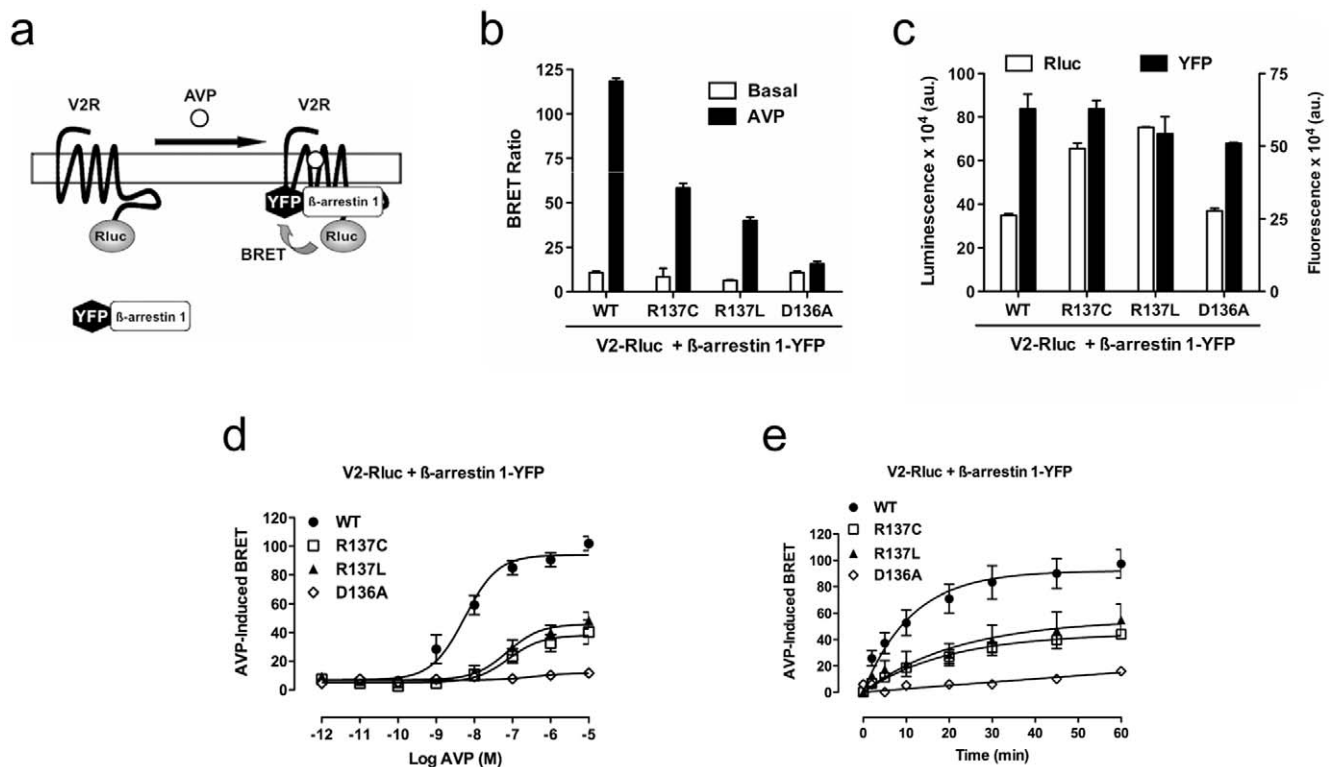 a
V2R
AVP
V2R
Rluc
YFP
ß-arrestin 1
Rluc
BRET
YFP
ß-arrestin 1
b
BRET Ratio
125
100
75
50
25
0
Basal
AVP
WT
R137C
R137L
D136A
V2-Rluc + ß-arrestin 1-YFP
c
Rluc
YFP
Luminescence x 10⁴ (au.)
100
80
60
40
20
0
75
50
25
0
Fluorescence x 10⁴ (au.)
WT
R137C
R137L
D136A
V2-Rluc + ß-arrestin 1-YFP
d
V2-Rluc + ß-arrestin 1-YFP
AVP-Induced BRET
120
100
80
60
40
20
0
WT
R137C
R137L
D136A
-12 -11 -10 -9 -8 -7 -6 -5
Log AVP (M)
e
V2-Rluc + ß-arrestin 1-YFP
WT
R137C
R137L
D136A
AVP-Induced BRET
120
100
80
60
40
20
0
0 10 20 30 40 50 60
Time (min)